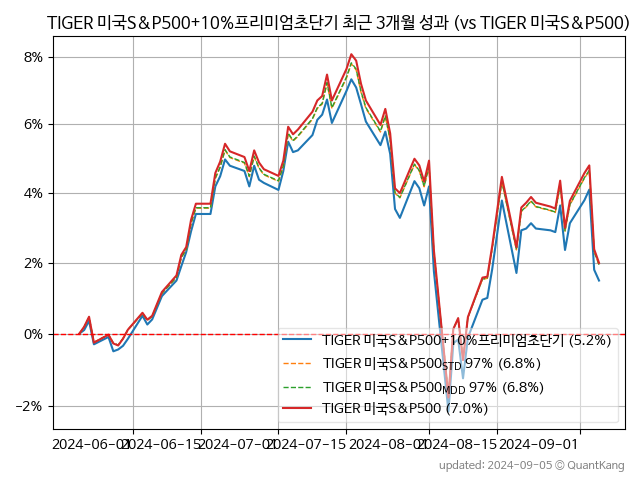 TIGER 미국S&P500+10%프리미엄초단기 최근 3개월 성과 (vs TIGER 미국S&P500)
8%
6%
4%
2%
0%
−2%
TIGER 미국S&P500+10%프리미엄초단기 (5.2%)
TIGER 미국S&P500STD 97% (6.8%)
TIGER 미국S&P500MDD 97% (6.8%)
TIGER 미국S&P500 (7.0%)
2024-06-01 2024-06-15 2024-07-01 2024-07-15 2024-08-01 2024-08-15 2024-09-01
updated: 2024-09-05 © QuantKang